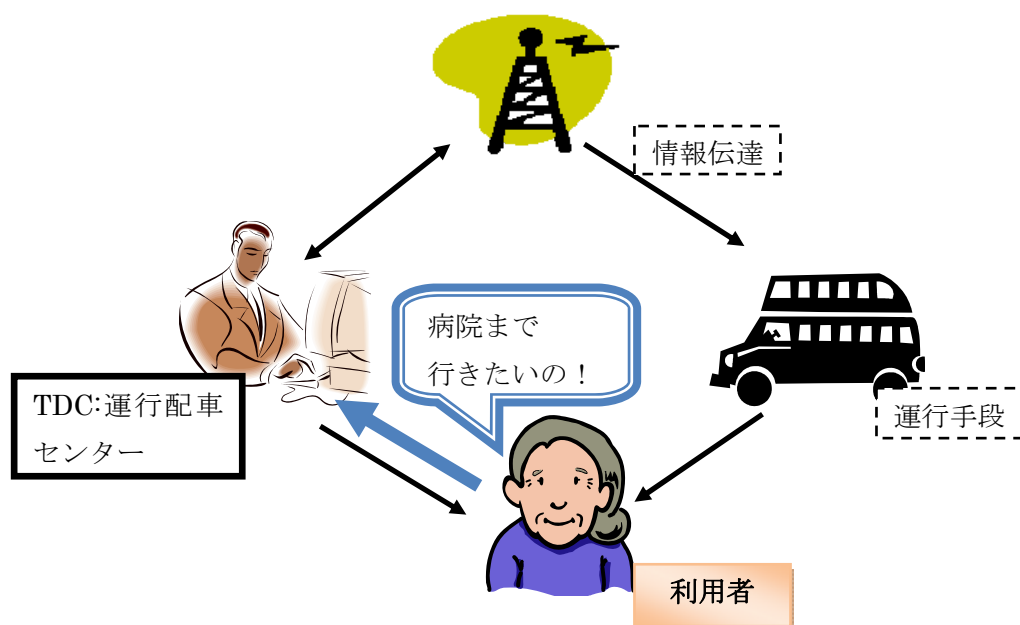 情報伝達
病院まで
行きたいの！
TDC:運行配車
センター
運行手段
利用者